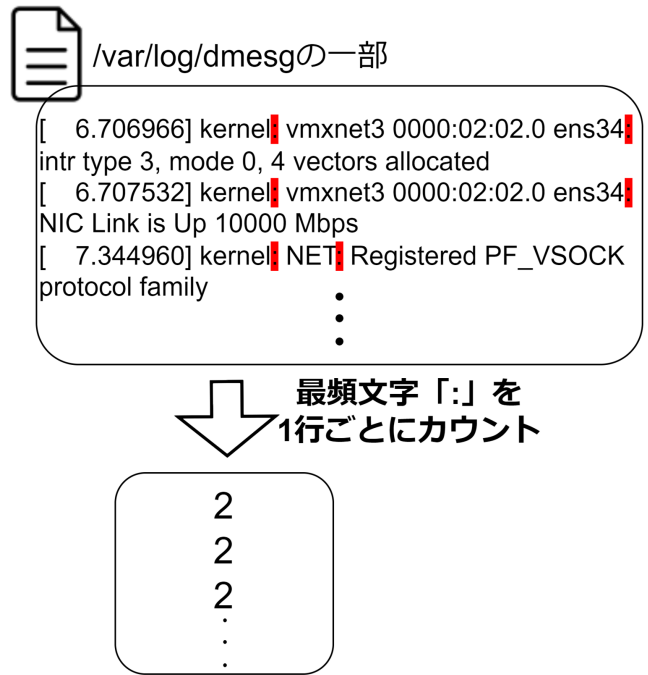 /var/log/dmesgの一部
[    6.706966] kernel: vmxnet3 0000:02:02.0 ens34:
intr type 3, mode 0, 4 vectors allocated
[    6.707532] kernel: vmxnet3 0000:02:02.0 ens34:
NIC Link is Up 10000 Mbps
[    7.344960] kernel: NET: Registered PF_VSOCK
protocol family
最頻文字「:」を
1行ごとにカウント
2
2
2